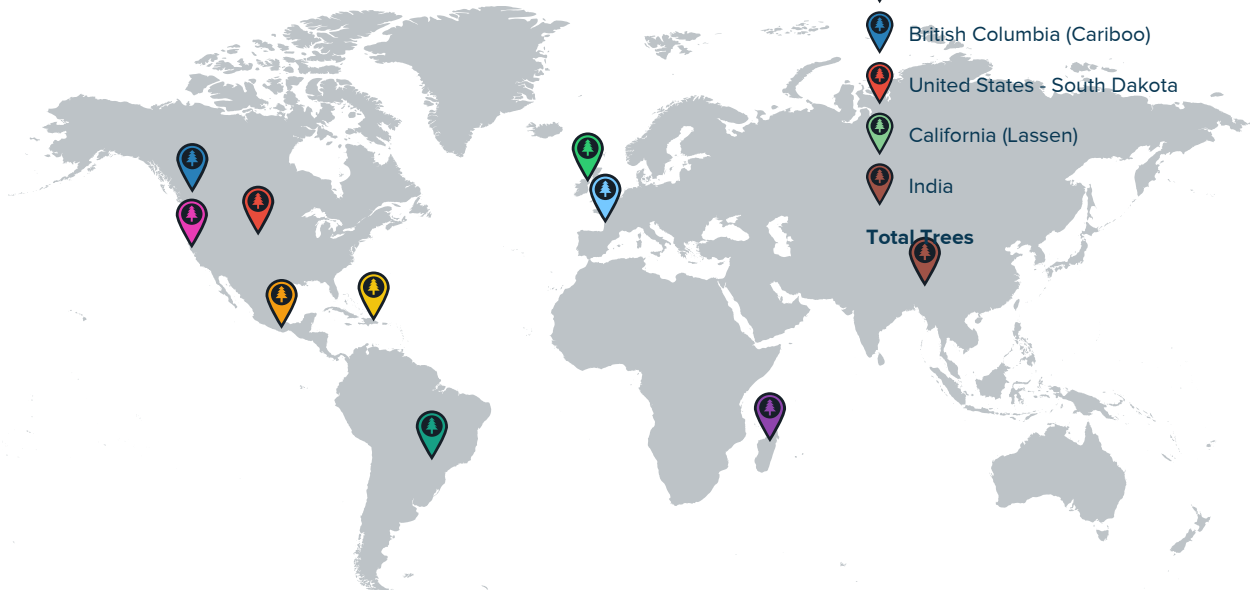 British Columbia (Cariboo)
United States - South Dakota
California (Lassen)
India
Total Trees